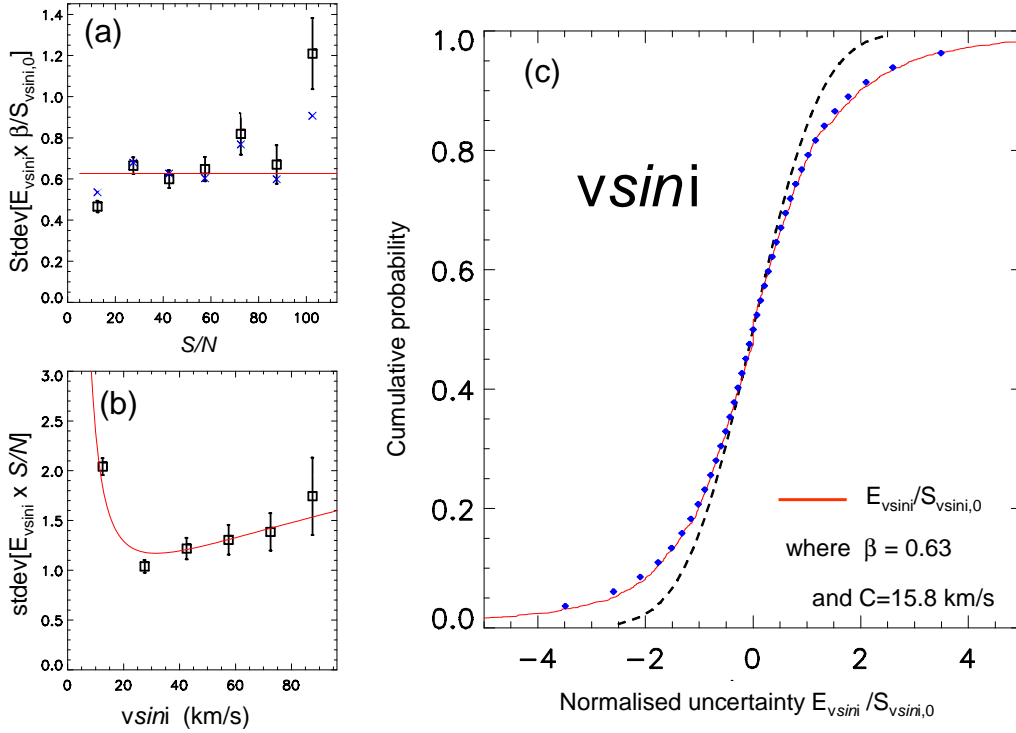 (a)
Stdev[E_vsini x β/S_vsini,0]
1.4
1.2
1.0
0.8
0.6
0.4
0.2
0.0
0 20 40 60 80 100
S/N
(b)
stdev[E_vsini x S/N]
3.0
2.5
2.0
1.5
1.0
0.5
0.0
0 20 40 60 80
vsini (km/s)
(c)
Cumulative probability
1.0
0.8
0.6
0.4
0.2
0.0
vsini
E_vsini/S_vsini,0
where β = 0.63
and C=15.8 km/s
−4 −2 0 2 4
Normalised uncertainty E_vsini /S_vsini,0